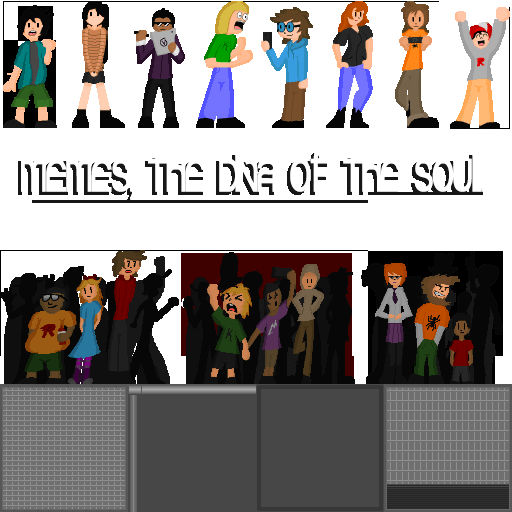 MEMES, The DNA OF The SOUL